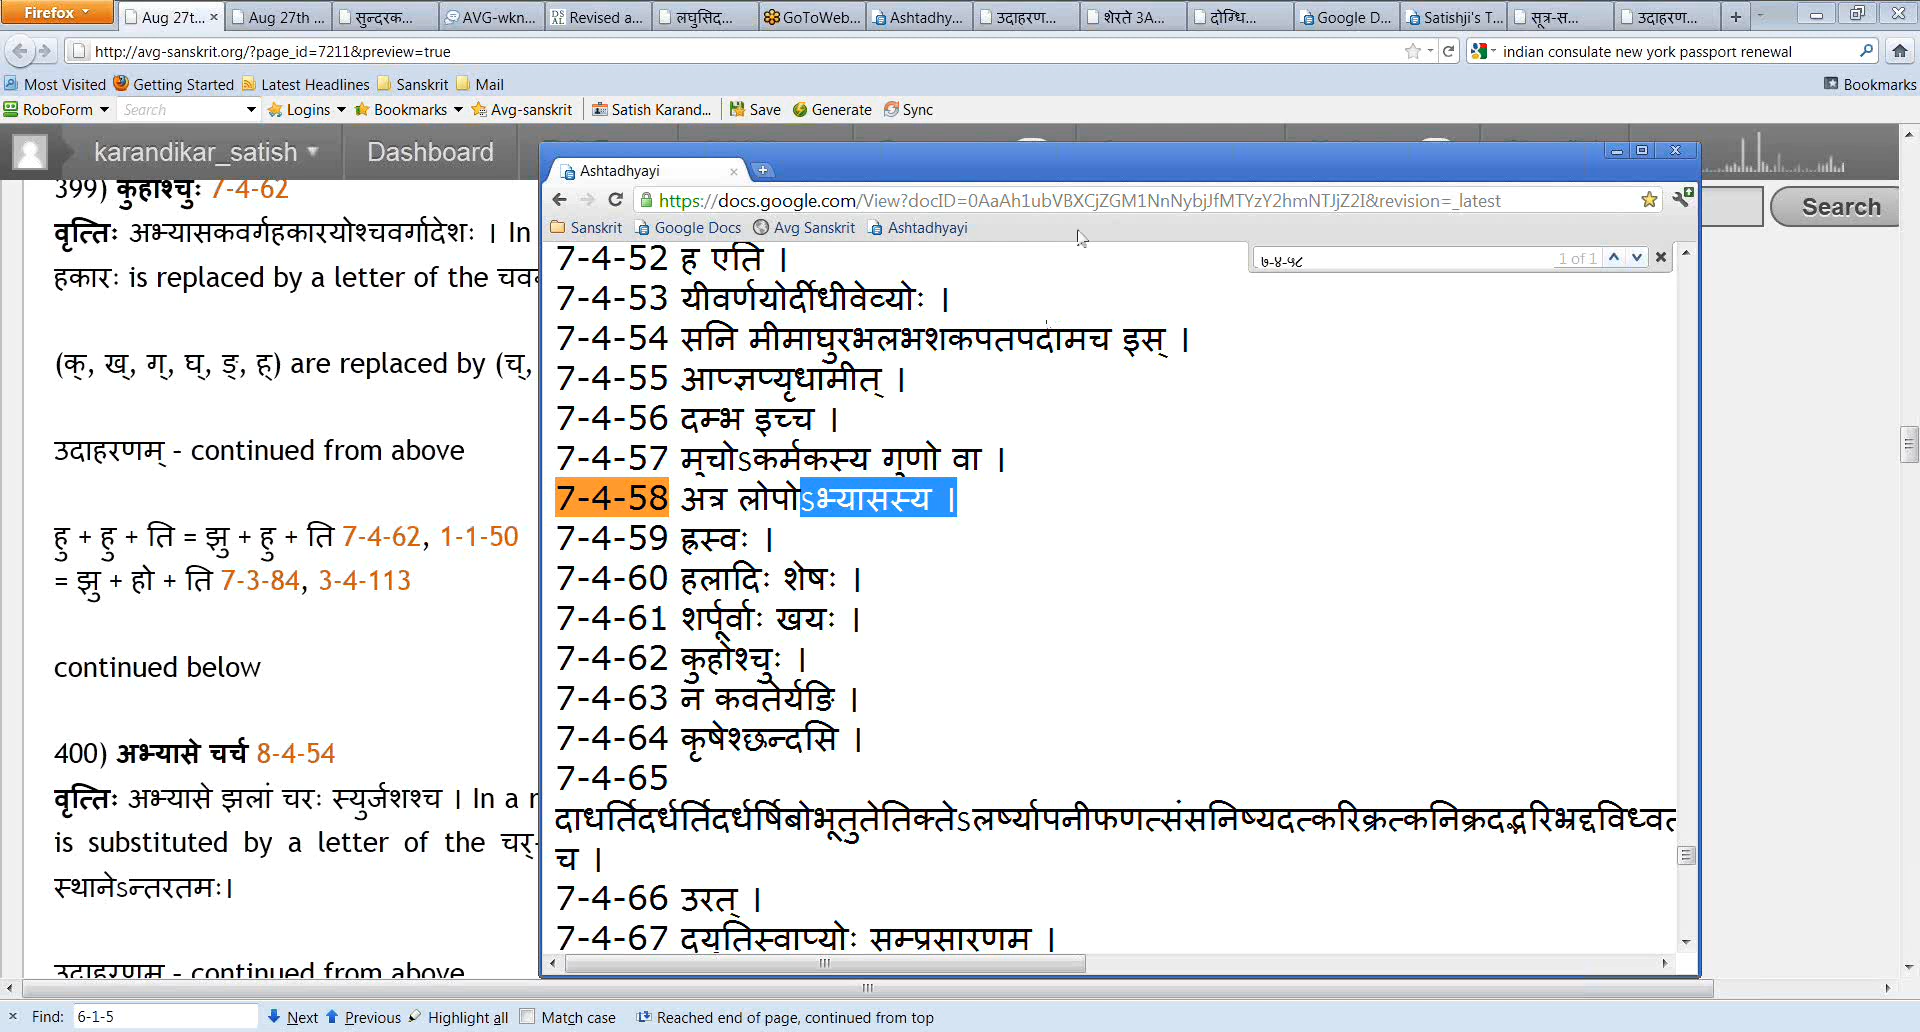 Firefox
Aug 27t...
Aug 27th ...
सुन्दरक...
AVG-wkn...
Revised a...
लघुसिद्...
GoToWeb...
Ashtadhy...
उदाहरण...
शेरते 3A...
दोग्धि...
Google D...
Satishji's T...
सूत्र-स...
उदाहरण...
http://avg-sanskrit.org/?page_id=7211&preview=true
indian consulate new york passport renewal
Most Visited Getting Started Latest Headlines Sanskrit Mail Bookmarks
RoboForm Search Logins Bookmarks Avg-sanskrit Satish Karand... Save Generate Sync
karandikar_satish Dashboard
Search
399) कुहोश्चुः 7-4-62
वृत्तिः अभ्यासकवर्गहकारयोश्चवर्गादेशः । In
हकारः is replaced by a letter of the चव
(क्, ख्, ग्, घ्, ङ्, ह्) are replaced by (च्,
उदाहरणम् - continued from above
हु + हु + ति = झु + हु + ति 7-4-62, 1-1-50
= झु + हो + ति 7-3-84, 3-4-113
continued below
400) अभ्यासे चर्च 8-4-54
वृत्तिः अभ्यासे झलां चरः स्युर्जशश्च । In a r
is substituted by a letter of the चर्-
स्थानेऽन्तरतमः।
उदाहरणम् - continued from above
Ashtadhyayi
https://docs.google.com/View?docID=0AaAh1ubVBXCjZGM1NnNybjJfMTYzY2hmNTJjZ2I&revision=_latest
Sanskrit Google Docs Avg Sanskrit Ashtadhyayi
७-४-५८ 1 of 1
7-4-52 ह एति ।
7-4-53 यीवर्णयोर्दीधीवेव्योः ।
7-4-54 सनि मीमाघुरभलभशकपतपदामच इस् ।
7-4-55 आप्ज्ञप्यृधामीत् ।
7-4-56 दम्भ इच्च ।
7-4-57 मुचोऽकर्मकस्य गुणो वा ।
7-4-58 अत्र लोपोऽभ्यासस्य ।
7-4-59 ह्रस्वः ।
7-4-60 हलादिः शेषः ।
7-4-61 शर्पूर्वाः खयः ।
7-4-62 कुहोश्चुः ।
7-4-63 न कवतेर्यङि ।
7-4-64 कृषेश्छन्दसि ।
7-4-65
दाधर्तिदर्धर्तिदर्धर्षिबोभूतुतेतिक्तेऽलर्ष्यापनीफणत्संसनिष्यदत्करिक्रत्कनिक्रदद्भरिभ्रद्दविध्वत
च ।
7-4-66 उरत् ।
7-4-67 दयुतिस्वाप्योः सम्प्रसारणम ।
Find: 6-1-5 Next Previous Highlight all Match case Reached end of page, continued from top